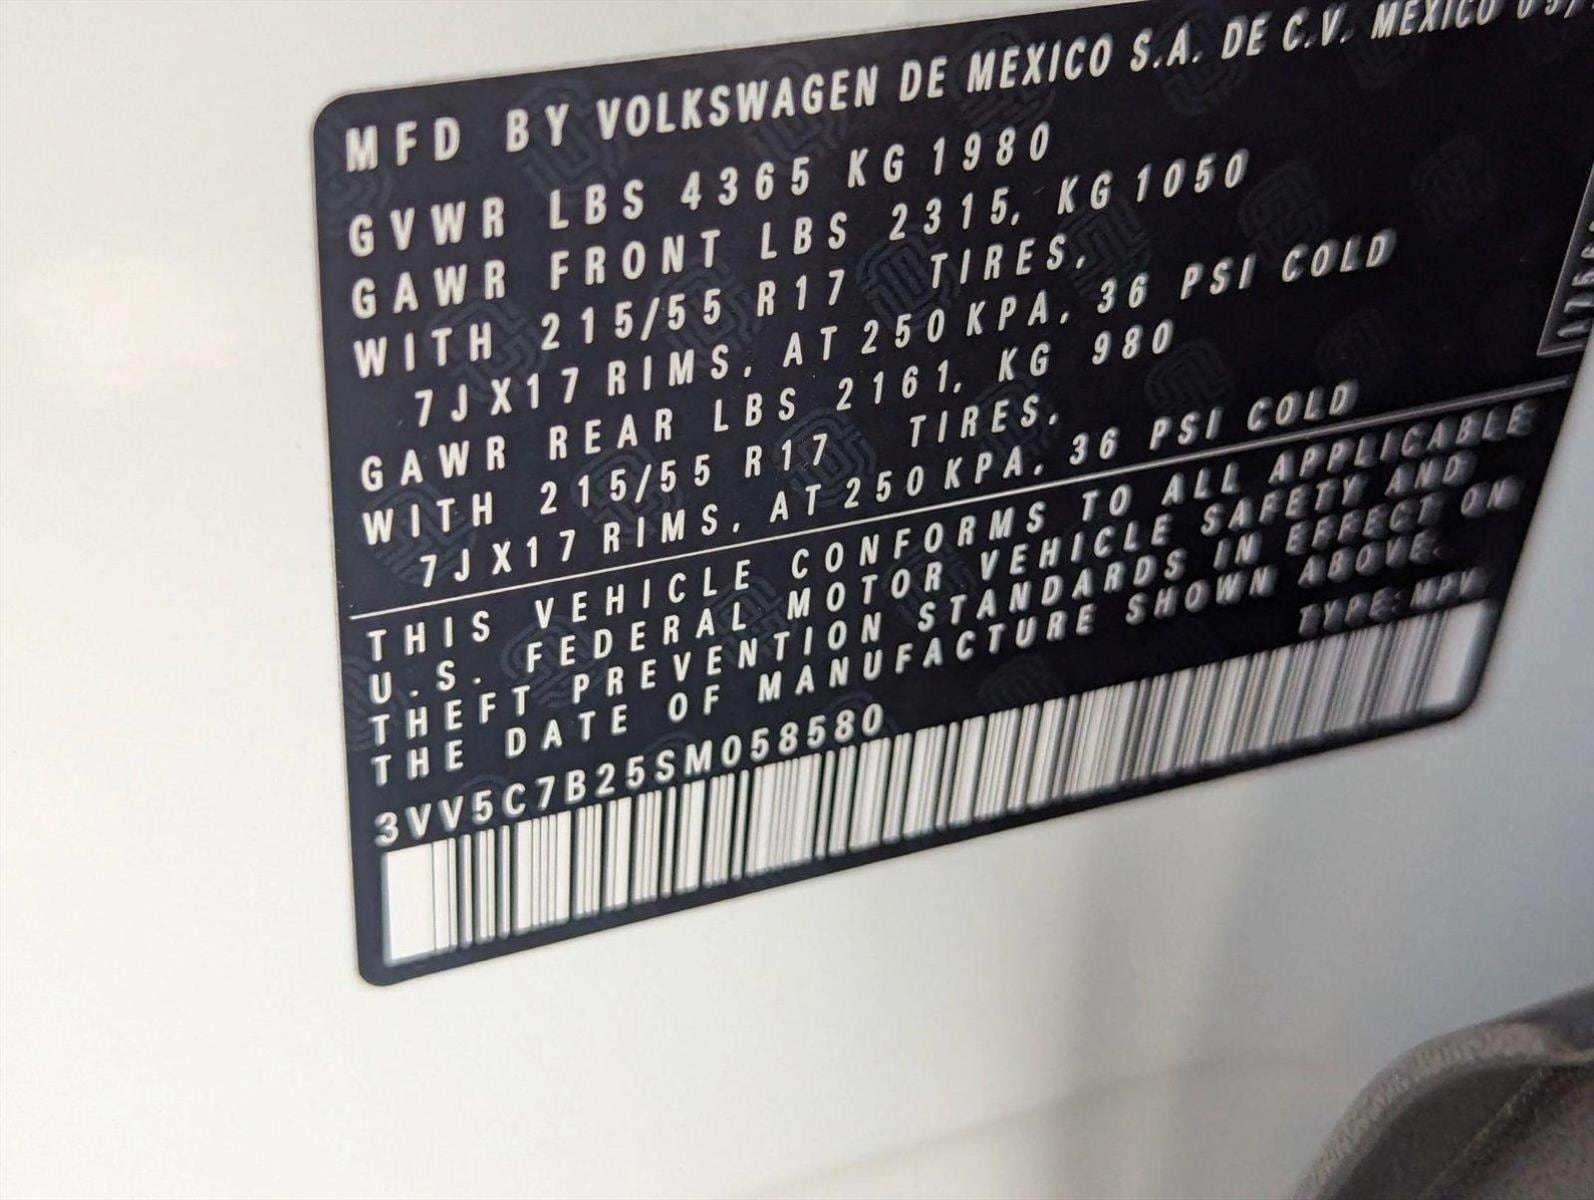 MFD BY VOLKSWAGEN DE MEXICO S.A. DE C.V. MEXICO
GVWR LBS 4365 KG 1980
GAWR FRONT LBS 2315, KG 1050
WITH 215/55 R17 TIRES,
7JX17 RIMS, AT 250 KPA, 36 PSI COLD
GAWR REAR LBS 2161, KG 980
WITH 215/55 R17 TIRES,
7JX17 RIMS, AT 250 KPA, 36 PSI COLD
THIS VEHICLE CONFORMS TO ALL APPLICABLE
U.S. FEDERAL MOTOR VEHICLE SAFETY AND
THEFT PREVENTION STANDARDS IN EFFECT ON
THE DATE OF MANUFACTURE SHOWN ABOVE.
TYPE: MPV
3VV5C7B25SM058580